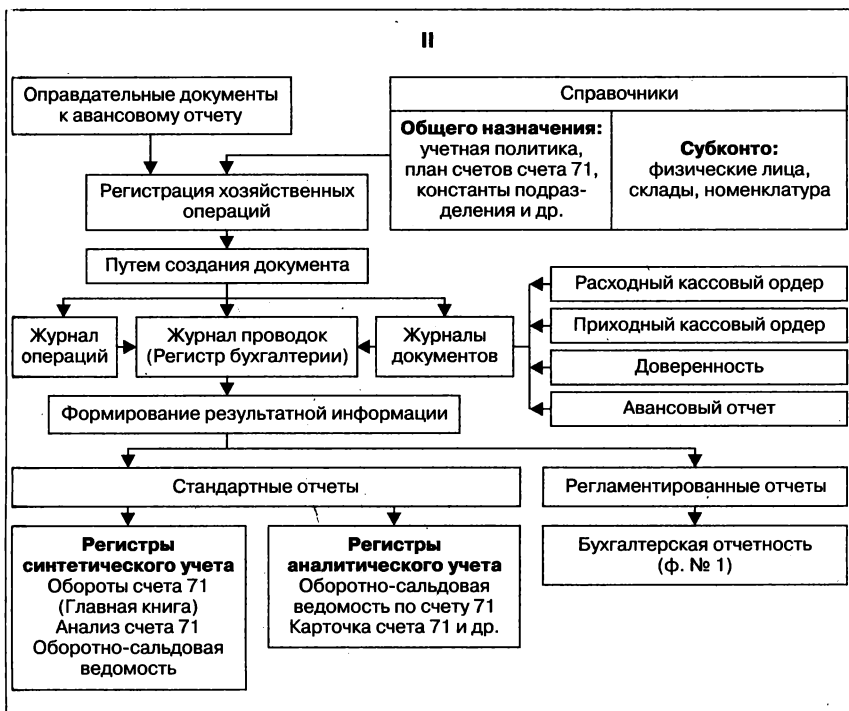 II
Оправдательные документы
к авансовому отчету
Справочники
Общего назначения:
учетная политика,
план счетов счета 71,
константы подраз-
деления и др.
Субконто:
физические лица,
склады, номенклатура
Регистрация хозяйственных
операций
Путем создания документа
Журнал
операций
Журнал проводок
(Регистр бухгалтерии)
Журналы
документов
Расходный кассовый ордер
Приходный кассовый ордер
Доверенность
Авансовый отчет
Формирование результатной информации
Стандартные отчеты
Регламентированные отчеты
Регистры
синтетического учета
Обороты счета 71
(Главная книга)
Анализ счета 71
Оборотно-сальдовая
ведомость
Регистры
аналитического учета
Оборотно-сальдовая
ведомость по счету 71
Карточка счета 71 и др.
Бухгалтерская отчетность
(ф. № 1)